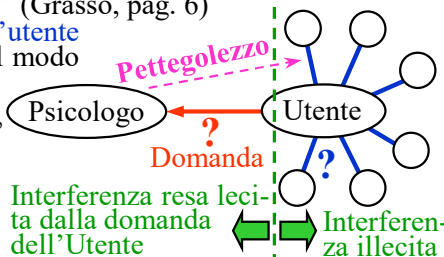 (Grasso, pag. 6)
l'utente
l modo
Pettegolezzo
,
Psicologo
Utente
?
Domanda
?
Interferenza resa leci-
ta dalla domanda
dell'Utente
Interferen-
za illecita